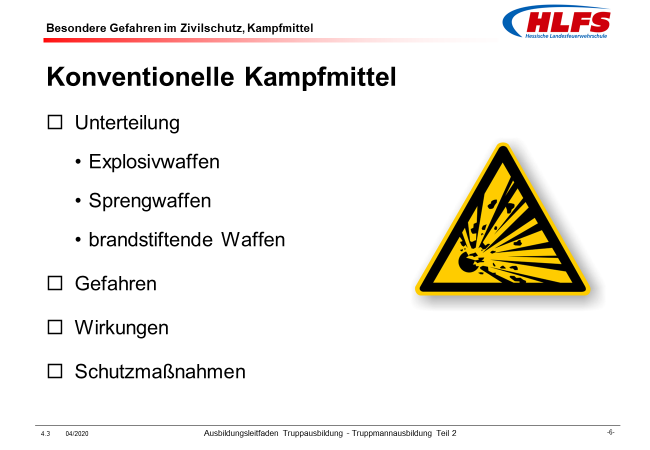 Besondere Gefahren im Zivilschutz, Kampfmittel
HLFS
Hessische Landesfeuerwehrschule
Konventionelle Kampfmittel
Unterteilung
• Explosivwaffen
• Sprengwaffen
• brandstiftende Waffen
Gefahren
Wirkungen
Schutzmaßnahmen
4.3 04/2020 Ausbildungsleitfaden Truppausbildung - Truppmannausbildung Teil 2 -6-